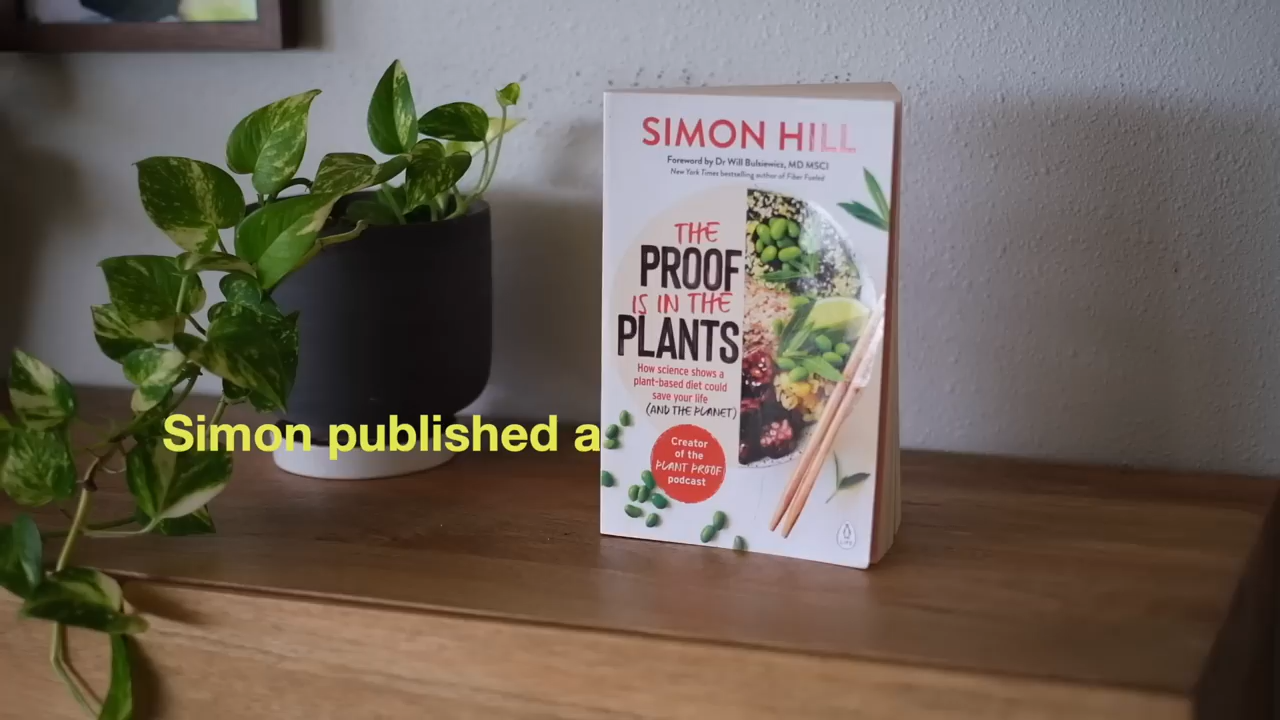 SIMON HILL
Foreword by Dr Will Bulsiewicz, MD MSCI
New York Times bestselling author of Fiber Fueled
THE
PROOF
IS IN THE
PLANTS
How science shows a
plant-based diet could
save your life
(AND THE PLANET)
Creator
of the
PLANT PROOF
podcast
LIFE
Simon published a